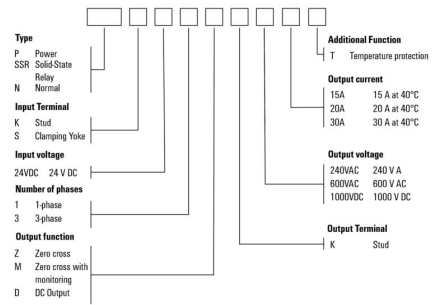 Type
P Power
SSR Solid-State
Relay
N Normal
Input Terminal
K Stud
S Clamping Yoke
Input voltage
24VDC 24 V DC
Number of phases
1 1-phase
3 3-phase
Output function
Z Zero cross
M Zero cross with
monitoring
D DC Output
Additional Function
T Temperature protection
Output current
15A 15 A at 40°C
20A 20 A at 40°C
30A 30 A at 40°C
Output voltage
240VAC 240 V A
600VAC 600 V AC
1000VDC 1000 V DC
Output Terminal
K Stud